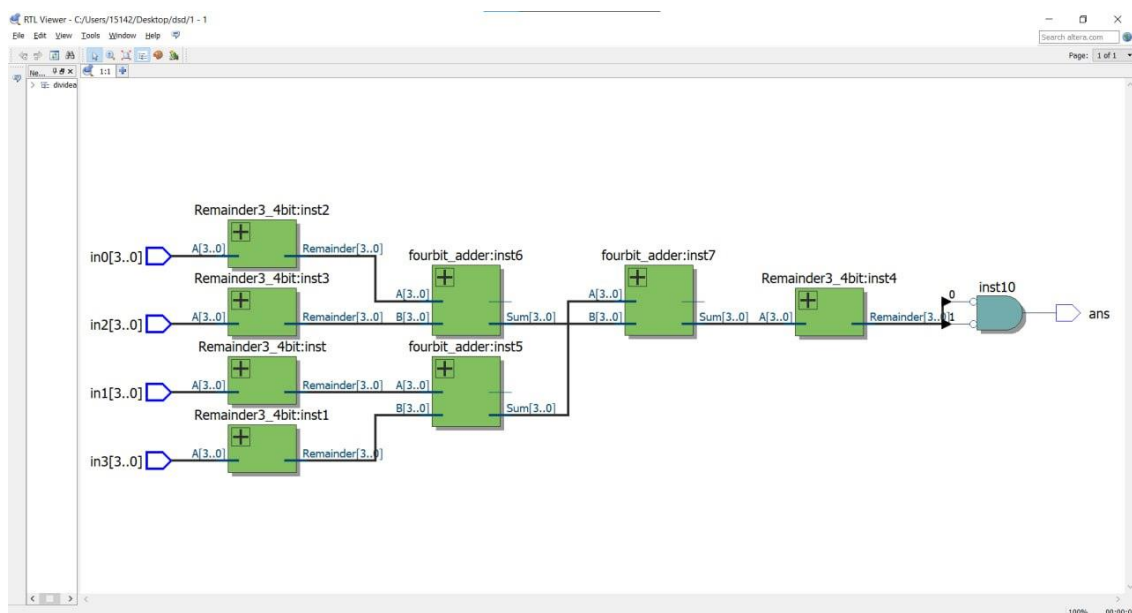 RTL Viewer - C:/Users/15142/Desktop/dsd/1 - 1
File Edit View Tools Window Help
Search altera.com
Page: 1 of 1
Ne...
1:1
dividea
Remainder3_4bit:inst2
in0[3..0]
A[3..0]
Remainder[3..0]
Remainder3_4bit:inst3
in2[3..0]
A[3..0]
Remainder[3..0]
Remainder3_4bit:inst
in1[3..0]
A[3..0]
Remainder[3..0]
Remainder3_4bit:inst1
in3[3..0]
A[3..0]
Remainder[3..0]
fourbit_adder:inst6
A[3..0]
B[3..0]
Sum[3..0]
fourbit_adder:inst5
A[3..0]
B[3..0]
Sum[3..0]
fourbit_adder:inst7
A[3..0]
B[3..0]
Sum[3..0]
Remainder3_4bit:inst4
A[3..0]
Remainder[3..0]
0
1
inst10
ans
100%